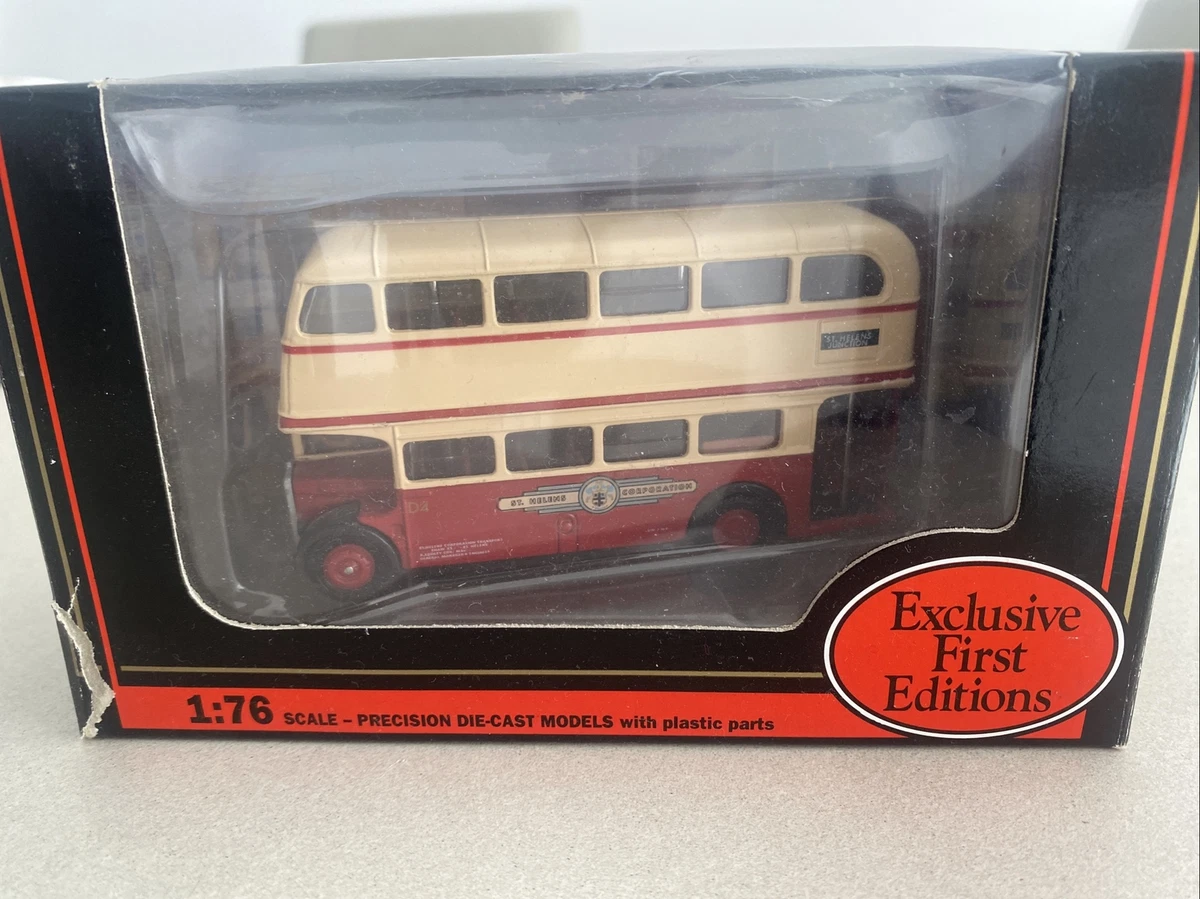 ST. HELENS
JUNCTION
ST. HELENS CORPORATION
D2
Exclusive
First
Editions
1:76 SCALE – PRECISION DIE-CAST MODELS with plastic parts